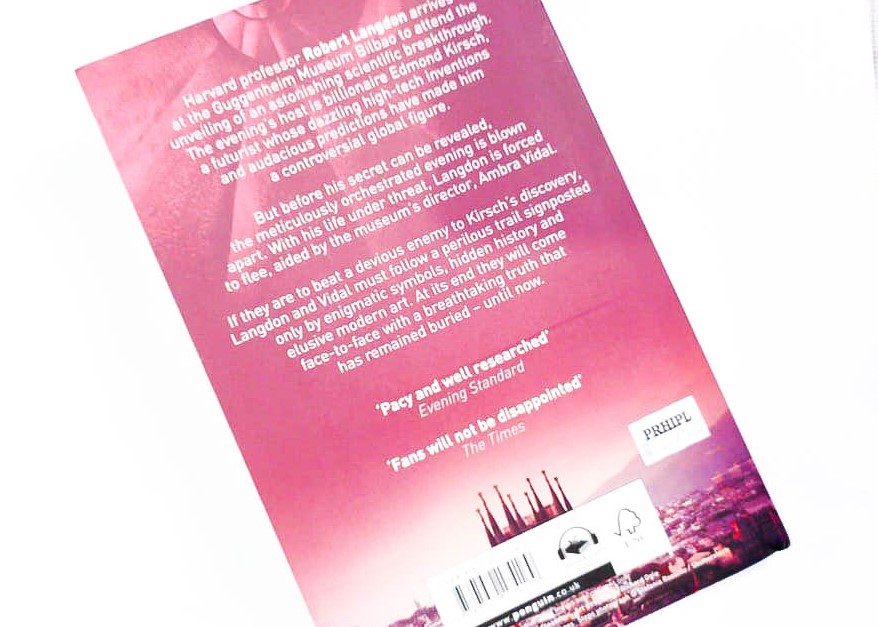 Harvard professor Robert Langdon arrives
at the Guggenheim Museum Bilbao to attend the
unveiling of an astonishing scientific breakthrough.
The evening's host is billionaire Edmond Kirsch,
a futurist whose dazzling high-tech inventions
and audacious predictions have made him
a controversial global figure.
But before his secret can be revealed,
the meticulously orchestrated evening is blown
apart. With his life under threat, Langdon is forced
to flee, aided by the museum's director, Ambra Vidal.
If they are to beat a devious enemy to Kirsch's discovery,
Langdon and Vidal must follow a perilous trail signposted
only by enigmatic symbols, hidden history and
elusive modern art. At its end they will come
face-to-face with a breathtaking truth that
has remained buried – until now.
'Pacy and well researched'
Evening Standard
'Fans will not be disappointed'
The Times
PRHIPL
www.penguin.co.uk